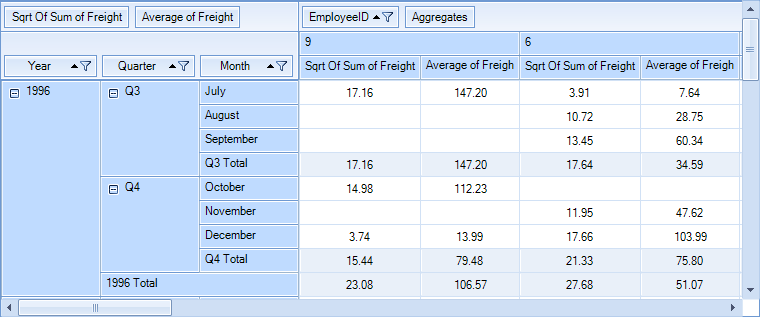 Sqrt Of Sum of Freight Average of Freight EmployeeID Aggregates
9 6
Year Quarter Month Sqrt Of Sum of Freight Average of Freigh Sqrt Of Sum of Freight Average of Freigh
1996 Q3 July 17.16 147.20 3.91 7.64
August 10.72 28.75
September 13.45 60.34
Q3 Total 17.16 147.20 17.64 34.59
Q4 October 14.98 112.23
November 11.95 47.62
December 3.74 13.99 17.66 103.99
Q4 Total 15.44 79.48 21.33 75.80
1996 Total 23.08 106.57 27.68 51.07